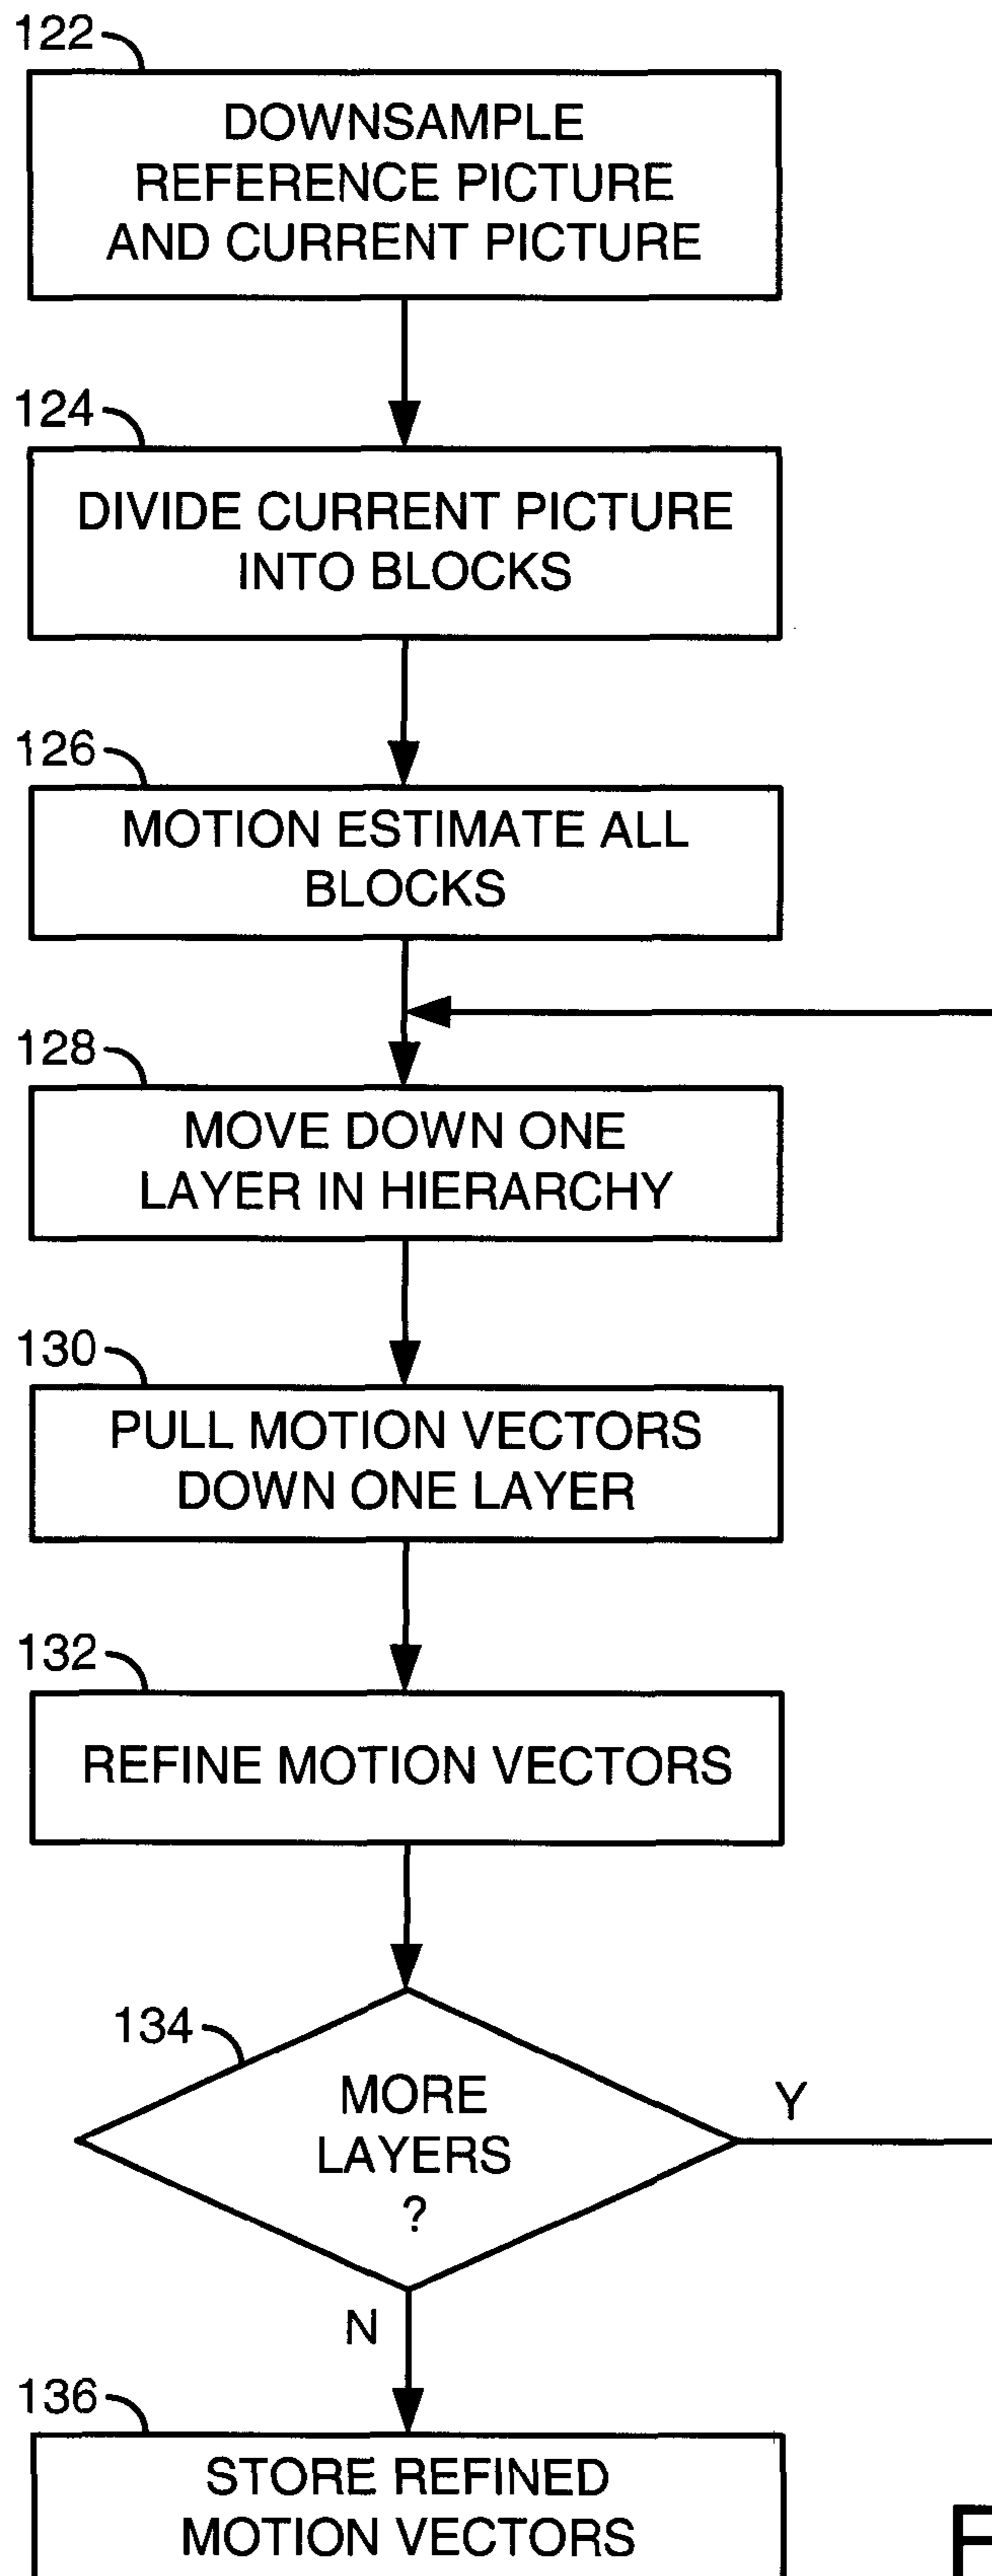 122
DOWNSAMPLE
REFERENCE PICTURE
AND CURRENT PICTURE
124
DIVIDE CURRENT PICTURE
INTO BLOCKS
126
MOTION ESTIMATE ALL
BLOCKS
128
MOVE DOWN ONE
LAYER IN HIERARCHY
130
PULL MOTION VECTORS
DOWN ONE LAYER
132
REFINE MOTION VECTORS
134
MORE
LAYERS
?
Y
N
136
STORE REFINED
MOTION VECTORS